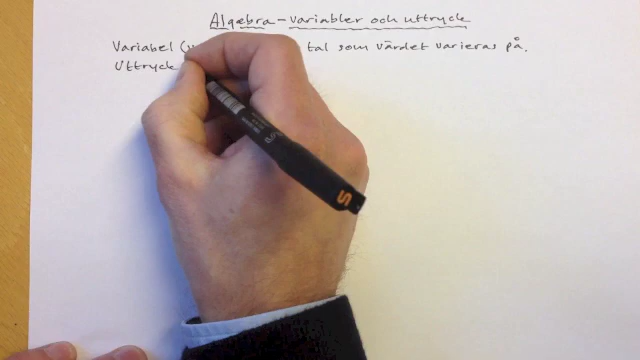 Algebra - variabler och uttryck
Variabel ( tal som värdet varieras på.
Uttryck
S